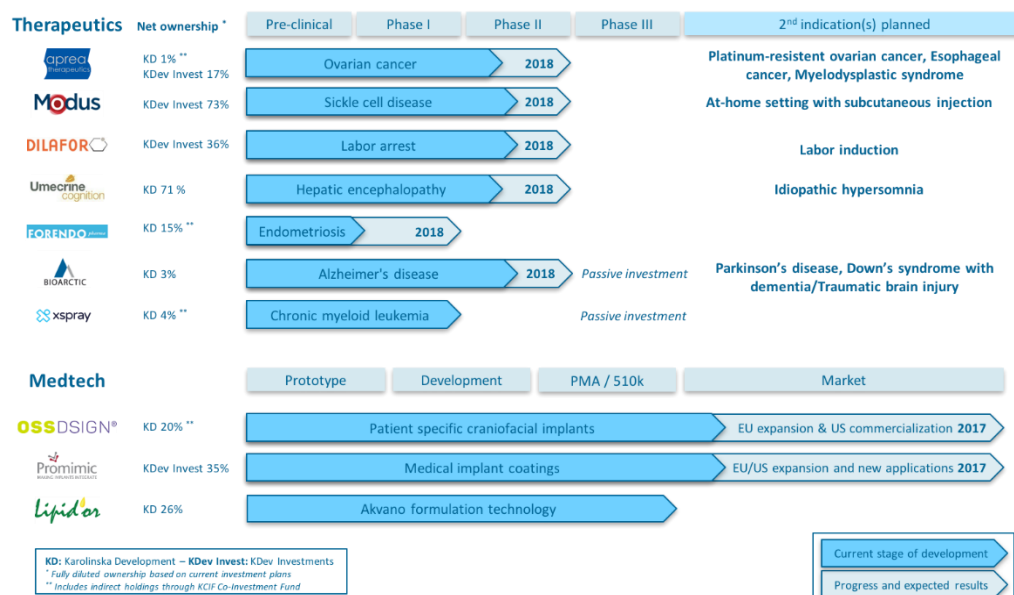 Therapeutics Net ownership * Pre-clinical Phase I Phase II Phase III 2nd indication(s) planned
aprea therapeutics KD 1% ** Ovarian cancer 2018 Platinum-resistent ovarian cancer, Esophageal
KDev Invest 17% cancer, Myelodysplastic syndrome
Modus KDev Invest 73% Sickle cell disease 2018 At-home setting with subcutaneous injection
DILAFOR KDev Invest 36% Labor arrest 2018 Labor induction
Umecrine cognition KD 71 % Hepatic encephalopathy 2018 Idiopathic hypersomnia
FORENDO pharma KD 15% ** Endometriosis 2018
BIOARCTIC KD 3% Alzheimer's disease 2018 Passive investment Parkinson's disease, Down's syndrome with
dementia/Traumatic brain injury
xspray KD 4% ** Chronic myeloid leukemia Passive investment
Medtech Prototype Development PMA / 510k Market
OSSDSIGN® KD 20% ** Patient specific craniofacial implants EU expansion & US commercialization 2017
Promimic KDev Invest 35% Medical implant coatings EU/US expansion and new applications 2017
Lipidor KD 26% Akvano formulation technology
KD: Karolinska Development – KDev Invest: KDev Investments
* Fully diluted ownership based on current investment plans
** Includes indirect holdings through KCIF Co-Investment Fund
Current stage of development
Progress and expected results